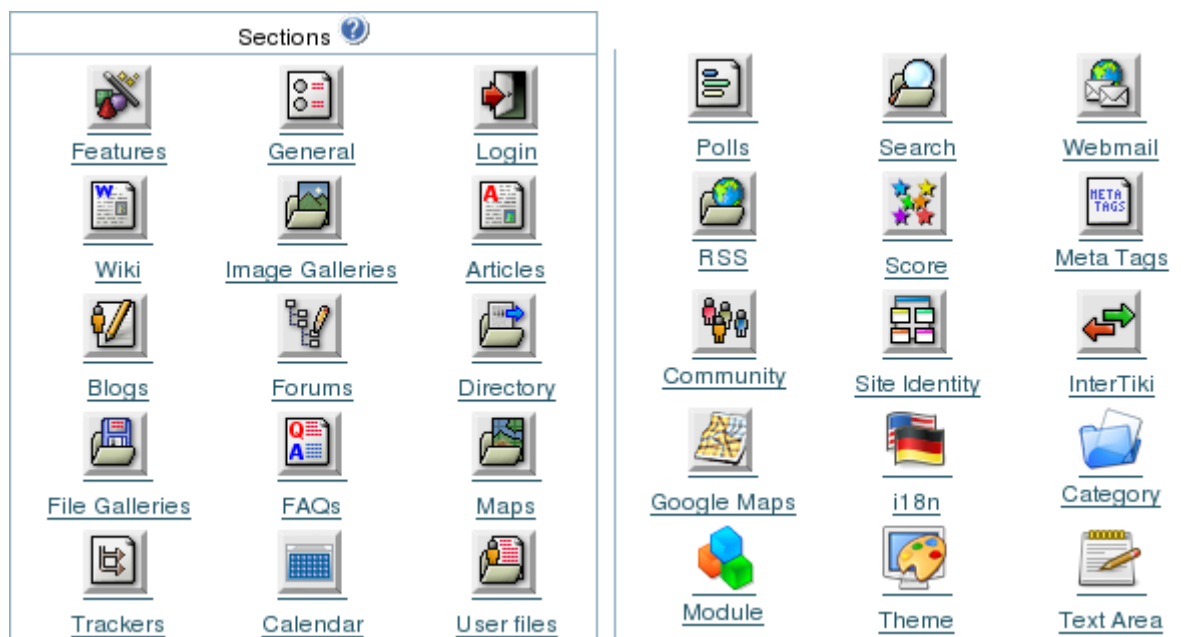 Sections ?
Features General Login
Wiki Image Galleries Articles
Blogs Forums Directory
File Galleries FAQs Maps
Trackers Calendar User files
Polls Search Webmail
META TAGS
RSS Score Meta Tags
Community Site Identity InterTiki
Google Maps i18n Category
Module Theme Text Area